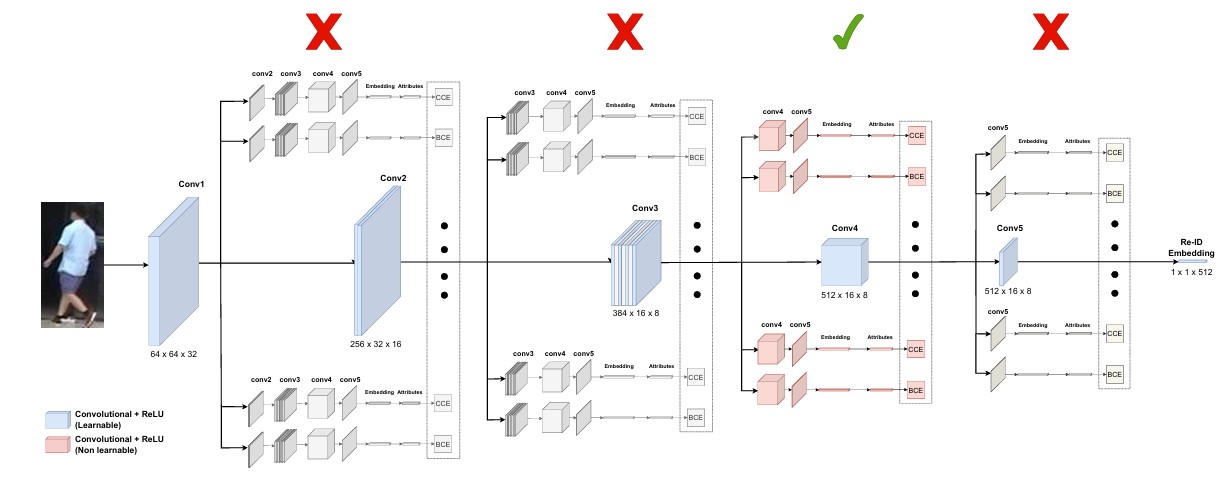 conv2 conv3 conv4 conv5
Embedding Attributes
CCE
BCE
conv3 conv4 conv5
Embedding Attributes
CCE
BCE
conv4 conv5
Embedding Attributes
CCE
BCE
conv5
Embedding Attributes
CCE
BCE
Conv1
64 x 64 x 32
Conv2
256 x 32 x 16
Conv3
384 x 16 x 8
Conv4
512 x 16 x 8
Conv5
512 x 16 x 8
Re-ID
Embedding
1 x 1 x 512
conv2 conv3 conv4 conv5
Embedding Attributes
CCE
BCE
conv3 conv4 conv5
Embedding Attributes
CCE
BCE
conv4 conv5
Embedding Attributes
CCE
BCE
conv5
Embedding Attributes
CCE
BCE
Convolutional + ReLU
(Learnable)
Convolutional + ReLU
(Non learnable)